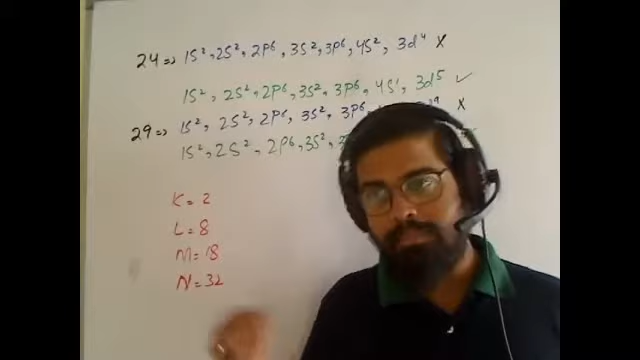 24 => 1S², 2S², 2P⁶, 3S², 3P⁶, 4S², 3d⁴ X
1S², 2S², 2P⁶, 3S², 3P⁶, 4S¹, 3d⁵ ✓
29 => 1S², 2S², 2P⁶, 3S², 3P⁶, X
1S², 2S², 2P⁶, 3S²,
K = 2
L = 8
M = 18
N = 32